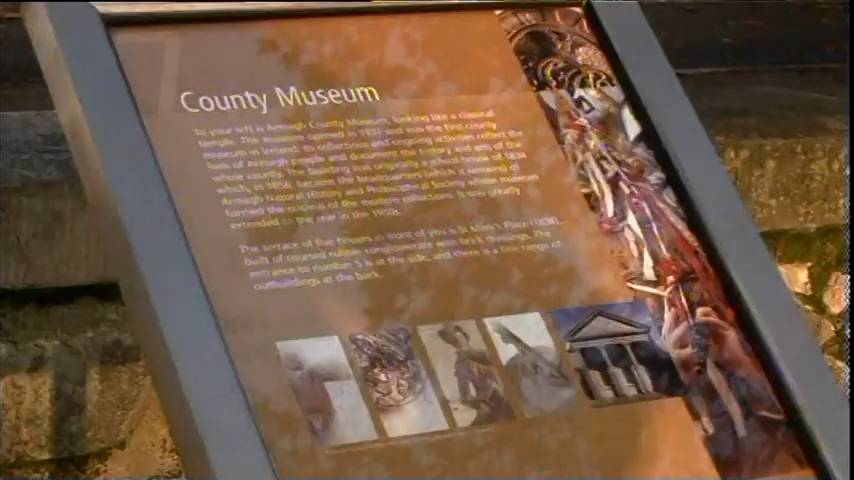 County Museum
To your left is Armagh County Museum, looking like a classical
temple. The museum opened in 1937 and was the first county
museum in Ireland. Its collections and ongoing activities reflect the
lives of Armagh people and document the history and arts of the
whole county. The building was originally a school house of 1834
which, in 1856, became the headquarters of
Armagh Natural History and Philosophical Society whose museum
formed the nucleus of the modern collections. It was greatly
extended to the rear in the 1950s.
The terrace of five houses in front of you is St Mark's Place
built of coursed rubble conglomerate with brick dressings. The
entrance to number 5 is at the side, and there is a fine range of
outbuildings at the back.